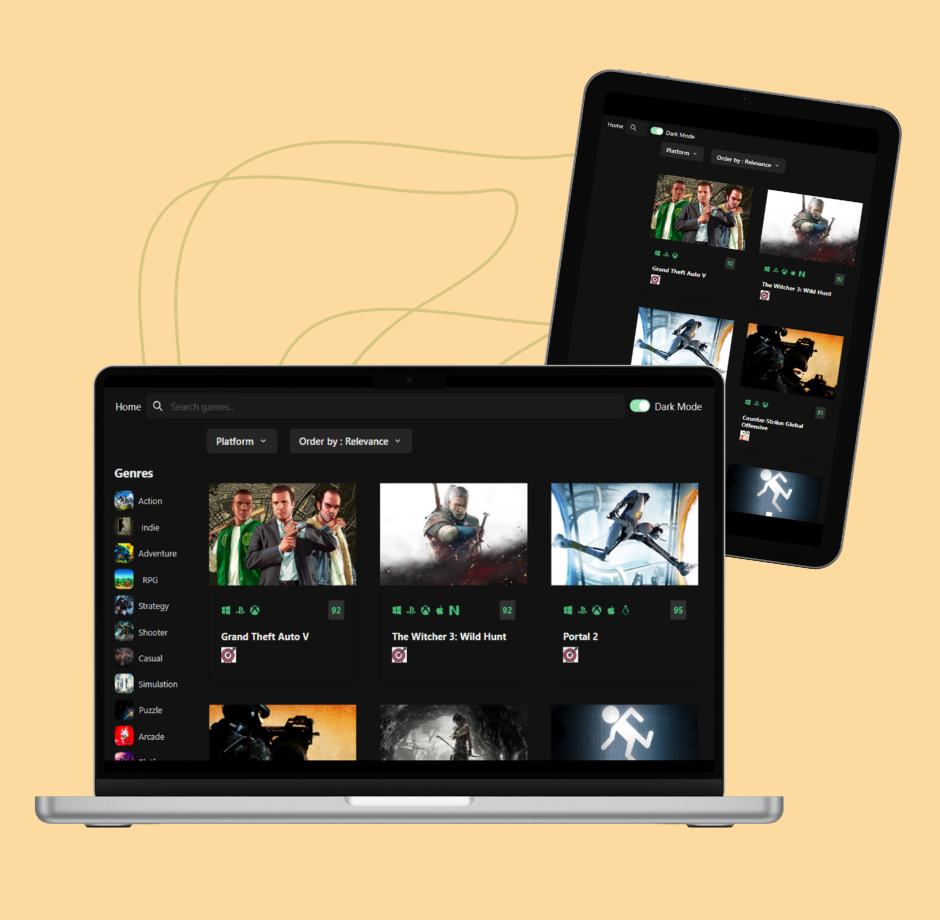 Home
Search games..
Dark Mode
Platform
Order by : Relevance
Genres
Action
Indie
Adventure
RPG
Strategy
Shooter
Casual
Simulation
Puzzle
Arcade
92
Grand Theft Auto V
92
The Witcher 3: Wild Hunt
95
Portal 2
Home
Dark Mode
Platform
Order by : Relevance
92
Grand Theft Auto V
92
The Witcher 3: Wild Hunt
81
Counter-Strike: Global
Offensive